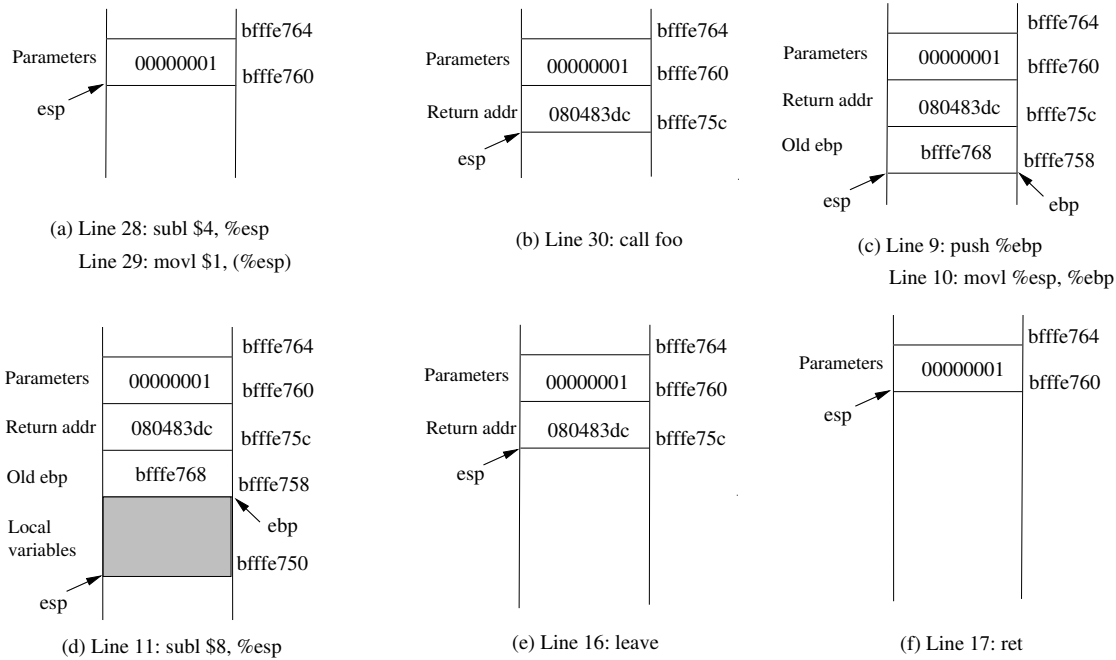 bfffe764
Parameters
00000001
bfffe760
esp
(a) Line 28: subl $4, %esp
Line 29: movl $1, (%esp)
bfffe764
Parameters
00000001
bfffe760
Return addr
080483dc
bfffe75c
esp
(b) Line 30: call foo
bfffe764
Parameters
00000001
bfffe760
Return addr
080483dc
bfffe75c
Old ebp
bfffe768
bfffe758
esp
ebp
(c) Line 9: push %ebp
Line 10: movl %esp, %ebp
bfffe764
Parameters
00000001
bfffe760
Return addr
080483dc
bfffe75c
Old ebp
bfffe768
bfffe758
ebp
Local
variables
bfffe750
esp
(d) Line 11: subl $8, %esp
bfffe764
Parameters
00000001
bfffe760
Return addr
080483dc
bfffe75c
esp
(e) Line 16: leave
bfffe764
Parameters
00000001
bfffe760
esp
(f) Line 17: ret